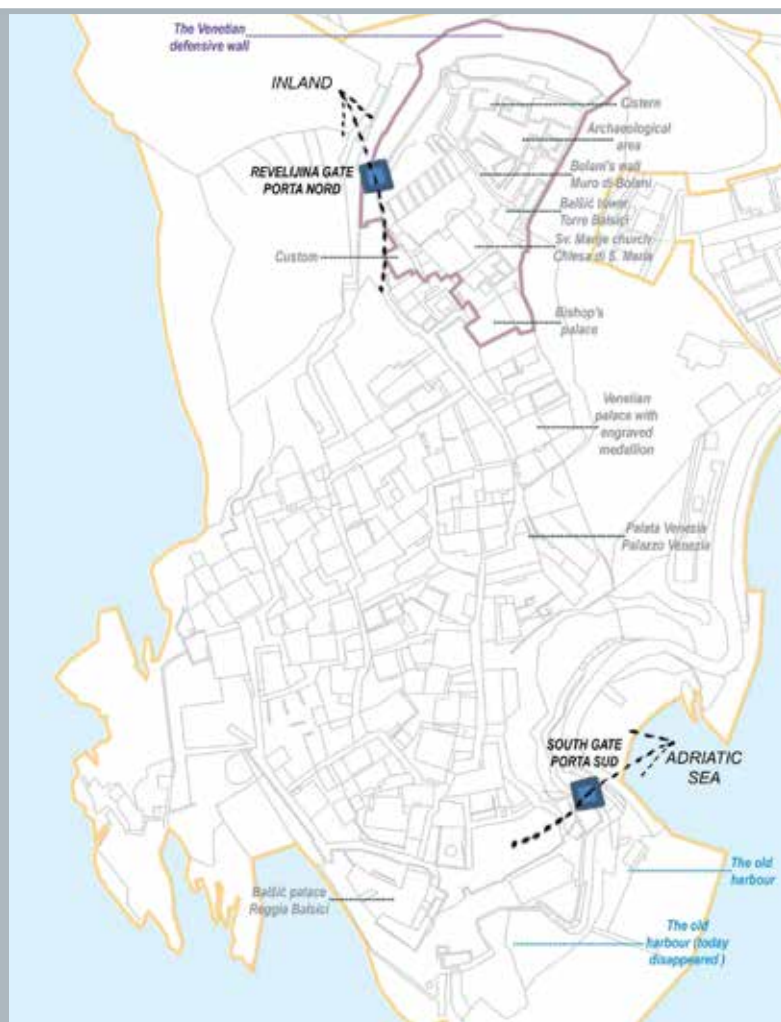 The Venetian
defensive wall
INLAND
Cistern
Archaeological
area
REVELIJINA GATE
PORTA NORD
Bolani's wall
Muro di Bolani
Balšić tower
Torre Balsici
Sv. Marije church
Chiesa di S. Maria
Custom
Bishop's
palace
Venetian
palace with
engraved
medallion
Palata Venezia
Palazzo Venezia
SOUTH GATE
PORTA SUD
ADRIATIC
SEA
The old
harbour
Balšić palace
Reggia Balsici
The old
harbour (today
disappeared )